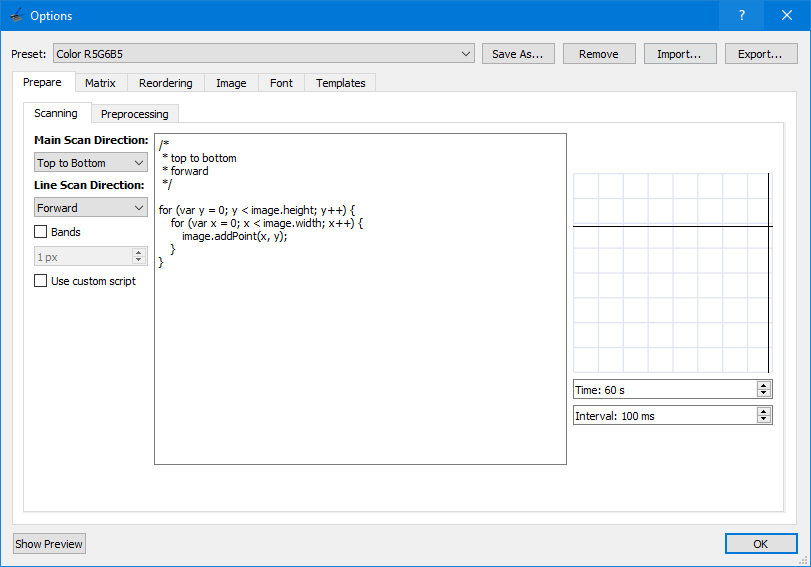 Options
?
Preset: Color R5G6B5 Save As... Remove Import... Export...
Prepare Matrix Reordering Image Font Templates
Scanning Preprocessing
Main Scan Direction:
Top to Bottom
Line Scan Direction:
Forward
Bands
1 px
Use custom script
/*
 * top to bottom
 * forward
 */
for (var y = 0; y < image.height; y++) {
    for (var x = 0; x < image.width; x++) {
        image.addPoint(x, y);
    }
}
Time: 60 s
Interval: 100 ms
Show Preview OK